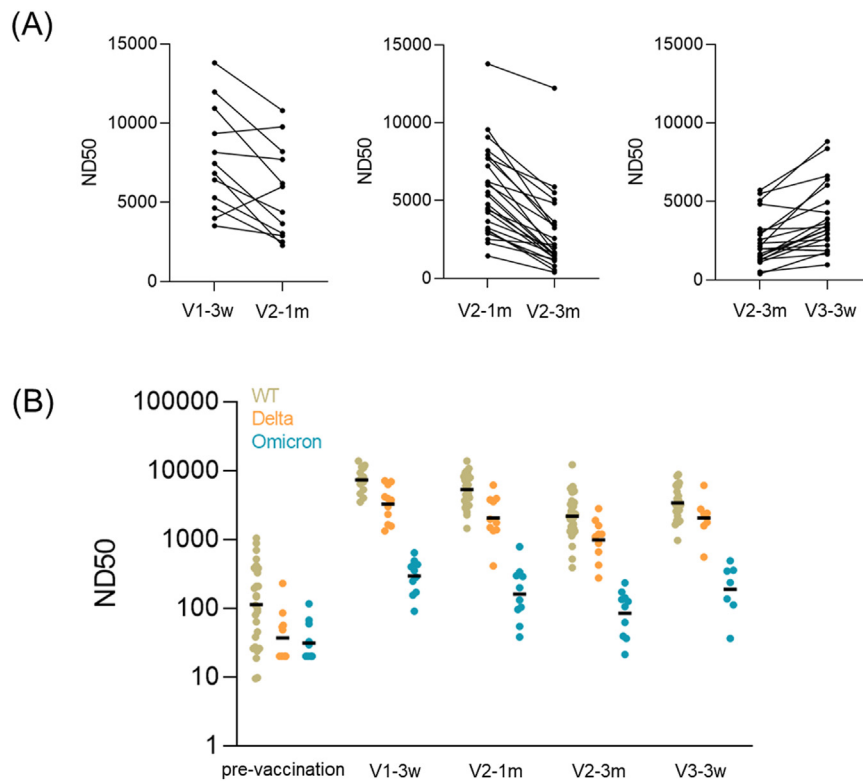 (A)
15000
10000
5000
0
ND50
V1-3w V2-1m
15000
10000
5000
0
ND50
V2-1m V2-3m
15000
10000
5000
0
ND50
V2-3m V3-3w
(B)
WT
Delta
Omicron
100000
10000
1000
100
10
1
ND50
pre-vaccination V1-3w V2-1m V2-3m V3-3w